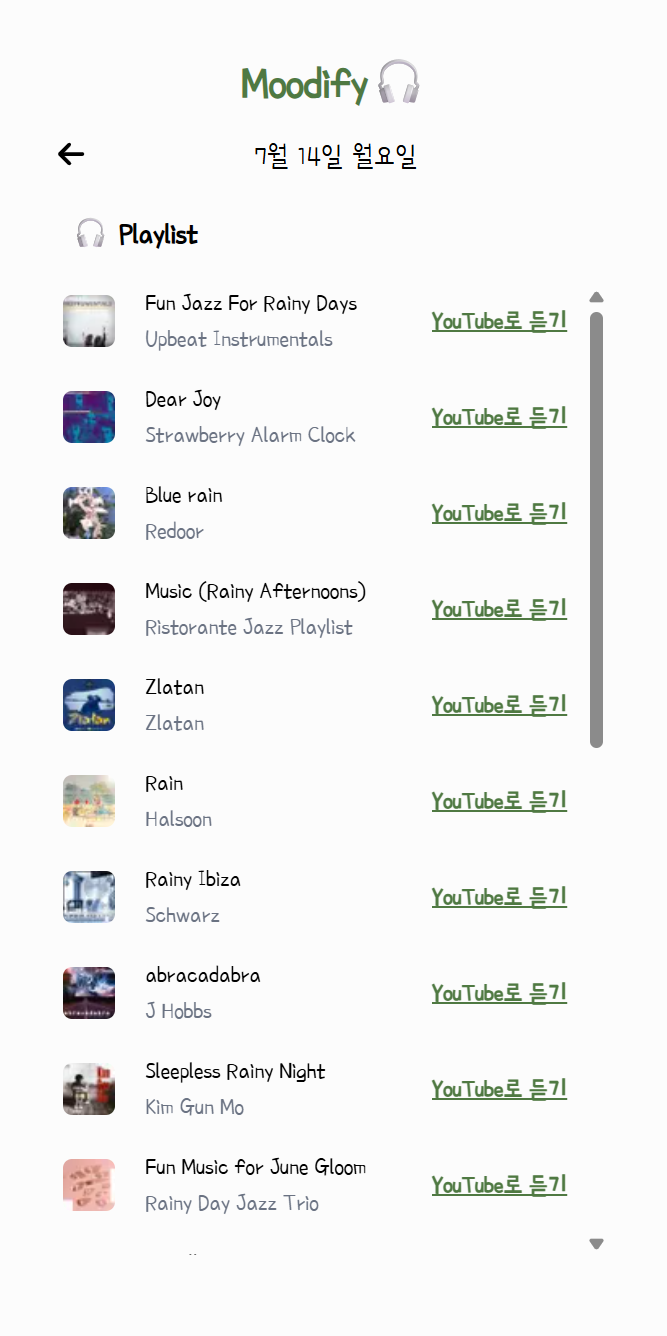 Moodify
7월 14일 월요일
Playlist
Fun Jazz For Rainy Days
Upbeat Instrumentals
YouTube로 듣기
Dear Joy
Strawberry Alarm Clock
YouTube로 듣기
Blue rain
Redoor
YouTube로 듣기
Music (Rainy Afternoons)
Ristorante Jazz Playlist
YouTube로 듣기
Zlatan
Zlatan
Zlatan
YouTube로 듣기
Rain
Halsoon
YouTube로 듣기
Rainy Ibiza
Schwarz
YouTube로 듣기
abracadabra
abracadabra
J Hobbs
YouTube로 듣기
Sleepless Rainy Night
Kim Gun Mo
YouTube로 듣기
Fun Music for June Gloom
Rainy Day Jazz Trio
YouTube로 듣기